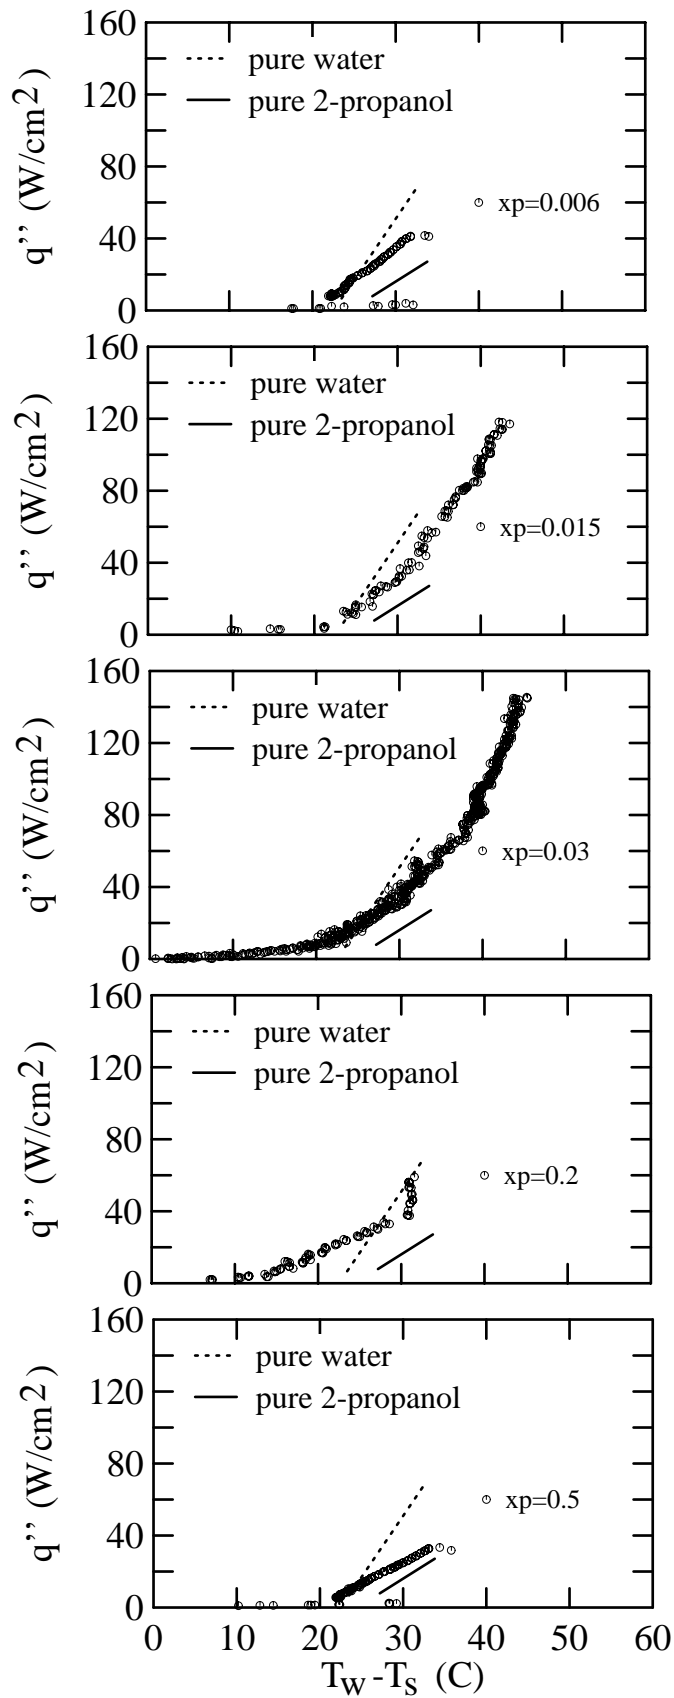 160
pure water
120
pure 2-propanol
80
xp=0.006
40
0
q’’ (W/cm2)
160
pure water
120
pure 2-propanol
80
xp=0.015
40
0
q’’ (W/cm2)
160
pure water
120
pure 2-propanol
80
xp=0.03
40
0
q’’ (W/cm2)
160
pure water
120
pure 2-propanol
80
xp=0.2
40
0
q’’ (W/cm2)
160
pure water
120
pure 2-propanol
80
xp=0.5
40
0
q’’ (W/cm2)
0 10 20 30 40 50 60
Tw-Ts (C)